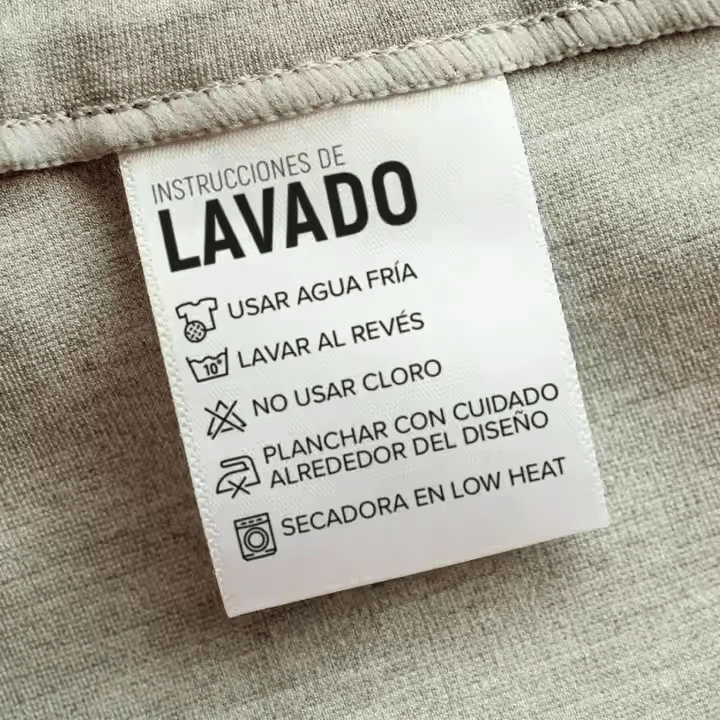 INSTRUCCIONES DE
LAVADO
USAR AGUA FRÍA
10°
LAVAR AL REVÉS
NO USAR CLORO
PLANCHAR CON CUIDADO
ALREDEDOR DEL DISEÑO
SECADORA EN LOW HEAT